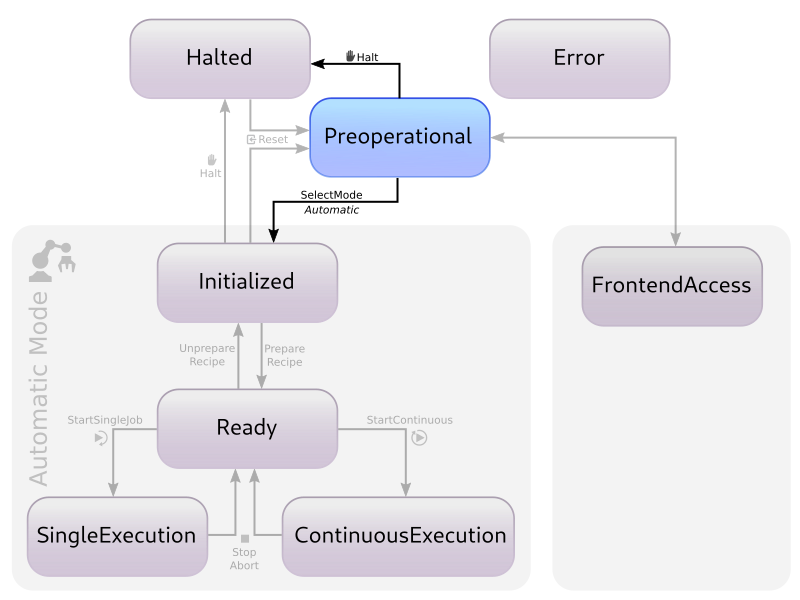 Halted
Error
Halt
Preoperational
Reset
Halt
SelectMode
Automatic
Initialized
FrontendAccess
Automatic Mode
Unprepare
Recipe
Prepare
Recipe
StartSingleJob
Ready
StartContinuous
SingleExecution
ContinuousExecution
Stop
Abort